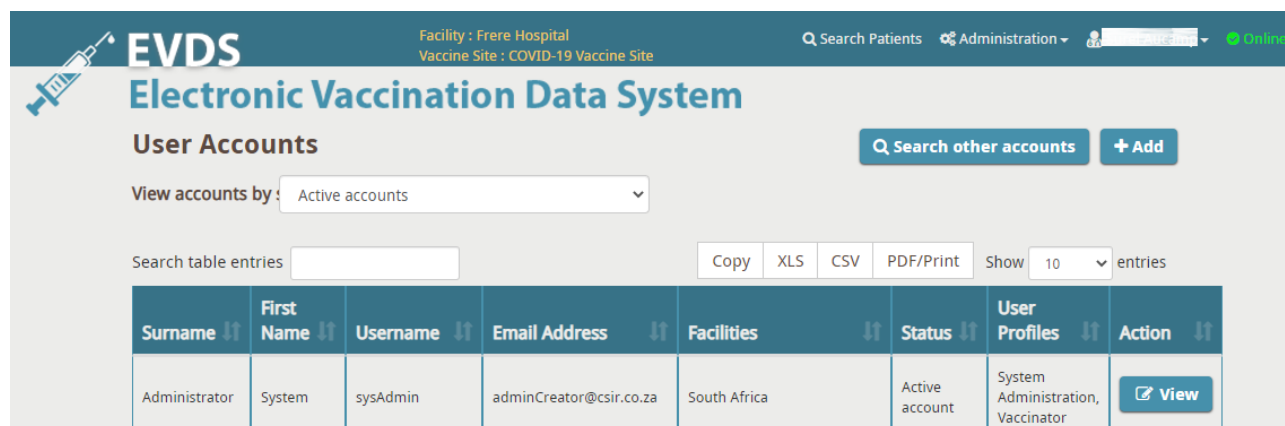 EVDS
Facility : Frere Hospital
Vaccine Site : COVID-19 Vaccine Site
Search Patients Administration
Online
Electronic Vaccination Data System
User Accounts
Search other accounts Add
View accounts by Active accounts
Search table entries Copy XLS CSV PDF/Print Show 10 entries
Surname First Name Username Email Address Facilities Status User Profiles Action
Administrator System sysAdmin adminCreator@csir.co.za South Africa Active account System Administration, Vaccinator View